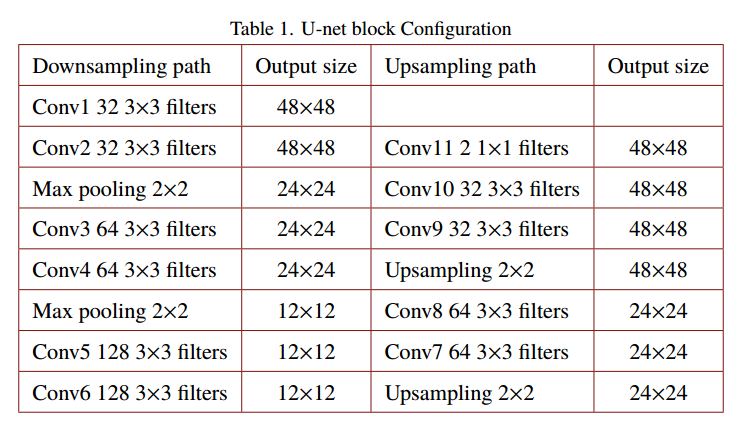 Table 1. U-net block Configuration
Downsampling path Output size Upsampling path Output size
Conv1 32 3×3 filters 48×48
Conv2 32 3×3 filters 48×48 Conv11 2 1×1 filters 48×48
Max pooling 2×2 24×24 Conv10 32 3×3 filters 48×48
Conv3 64 3×3 filters 24×24 Conv9 32 3×3 filters 48×48
Conv4 64 3×3 filters 24×24 Upsampling 2×2 48×48
Max pooling 2×2 12×12 Conv8 64 3×3 filters 24×24
Conv5 128 3×3 filters 12×12 Conv7 64 3×3 filters 24×24
Conv6 128 3×3 filters 12×12 Upsampling 2×2 24×24